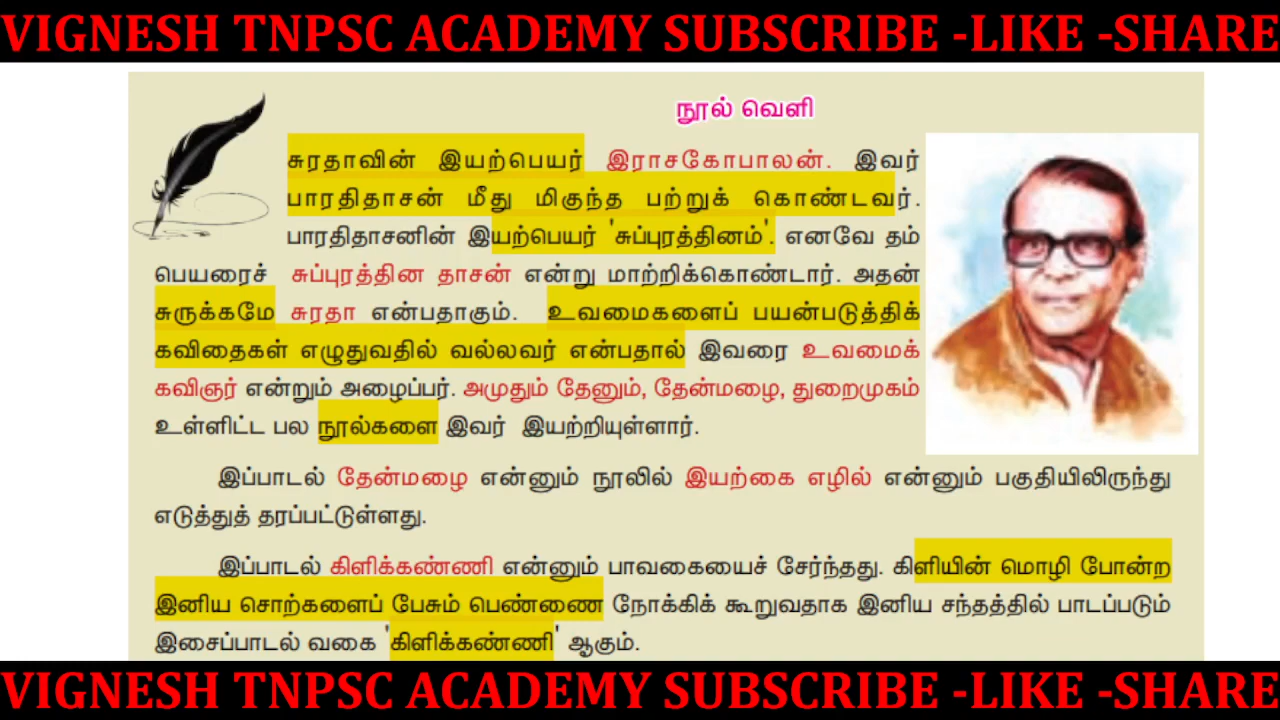 VIGNESH TNPSC ACADEMY SUBSCRIBE -LIKE -SHARE
நூல் வெளி
சுரதாவின் இயற்பெயர் இராசகோபாலன். இவர்
பாரதிதாசன் மீது மிகுந்த பற்றுக் கொண்டவர்.
பாரதிதாசனின் இயற்பெயர் 'சுப்புரத்தினம்'. எனவே தம்
பெயரைச் சுப்புரத்தின தாசன் என்று மாற்றிக்கொண்டார். அதன்
சுருக்கமே சுரதா என்பதாகும். உவமைகளைப் பயன்படுத்திக்
கவிதைகள் எழுதுவதில் வல்லவர் என்பதால் இவரை உவமைக்
கவிஞர் என்றும் அழைப்பர். அமுதும் தேனும், தேன்மழை, துறைமுகம்
உள்ளிட்ட பல நூல்களை இவர் இயற்றியுள்ளார்.
இப்பாடல் தேன்மழை என்னும் நூலில் இயற்கை எழில் என்னும் பகுதியிலிருந்து
எடுத்துத் தரப்பட்டுள்ளது.
இப்பாடல் கிளிக்கண்ணி என்னும் பாவகையைச் சேர்ந்தது. கிளியின் மொழி போன்ற
இனிய சொற்களைப் பேசும் பெண்ணை நோக்கிக் கூறுவதாக இனிய சந்தத்தில் பாடப்படும்
இசைப்பாடல் வகை 'கிளிக்கண்ணி' ஆகும்.
VIGNESH TNPSC ACADEMY SUBSCRIBE -LIKE -SHARE